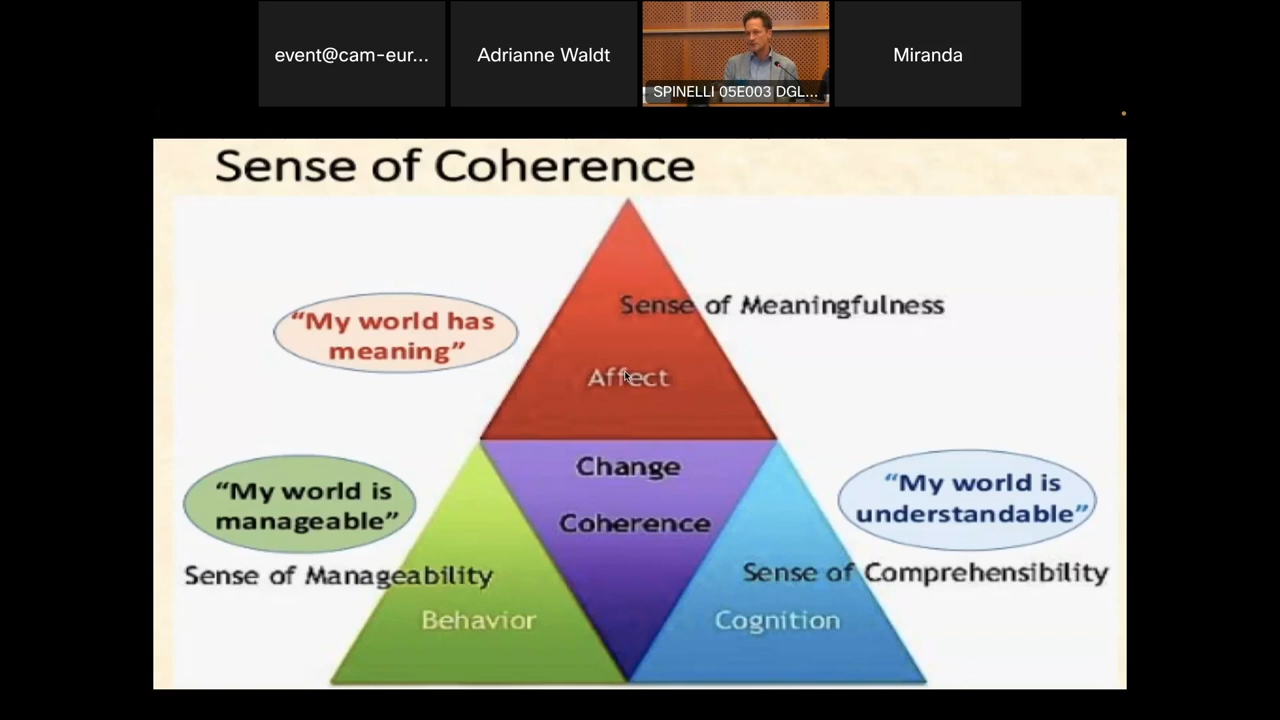 event@cam-eur...
Adrianne Waldt
SPINELLI 05E003 DGL...
Miranda
Sense of Coherence
Sense of Meaningfulness
“My world has
meaning”
Affect
Change
“My world is
manageable”
“My world is
understandable”
Coherence
Sense of Manageability
Sense of Comprehensibility
Behavior
Cognition